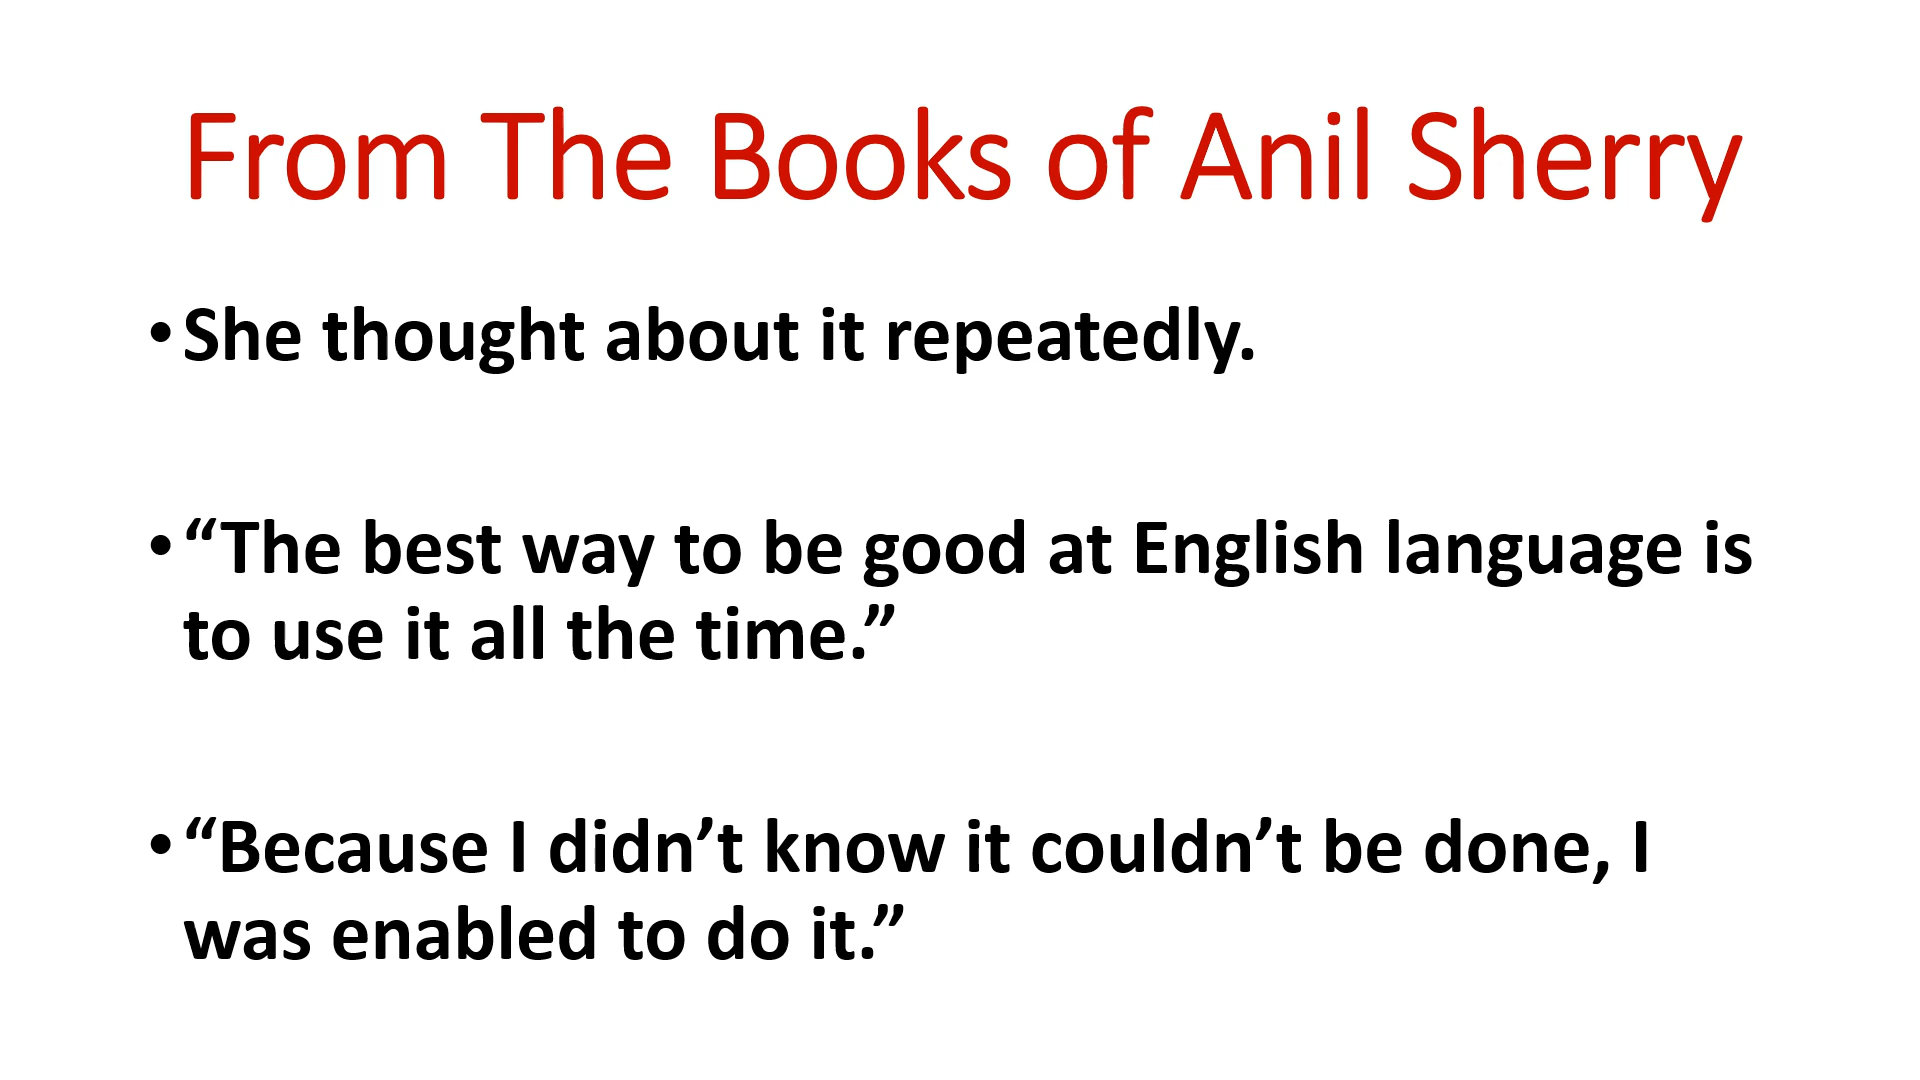 From The Books of Anil Sherry
•She thought about it repeatedly.
•“The best way to be good at English language is
to use it all the time.”
•“Because I didn’t know it couldn’t be done, I
was enabled to do it.”